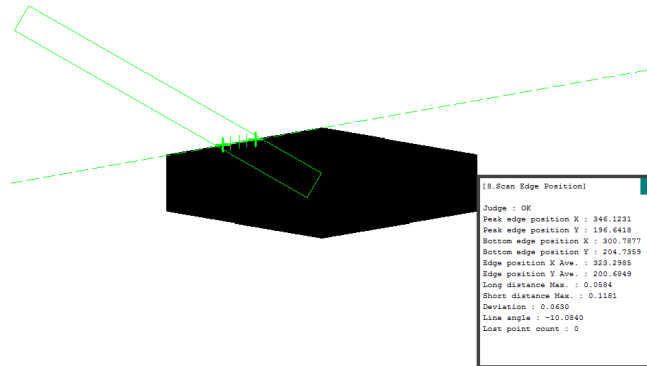 [8.Scan Edge Position]
Judge : OK
Peak edge position X : 346.1231
Peak edge position Y : 196.6418
Bottom edge position X : 300.7877
Bottom edge position Y : 204.7359
Edge position X Ave. : 323.2985
Edge position Y Ave. : 200.6849
Long distance Max. : 0.0584
Short distance Max. : 0.1181
Deviation : 0.0630
Line angle : -10.0840
Lost point count : 0